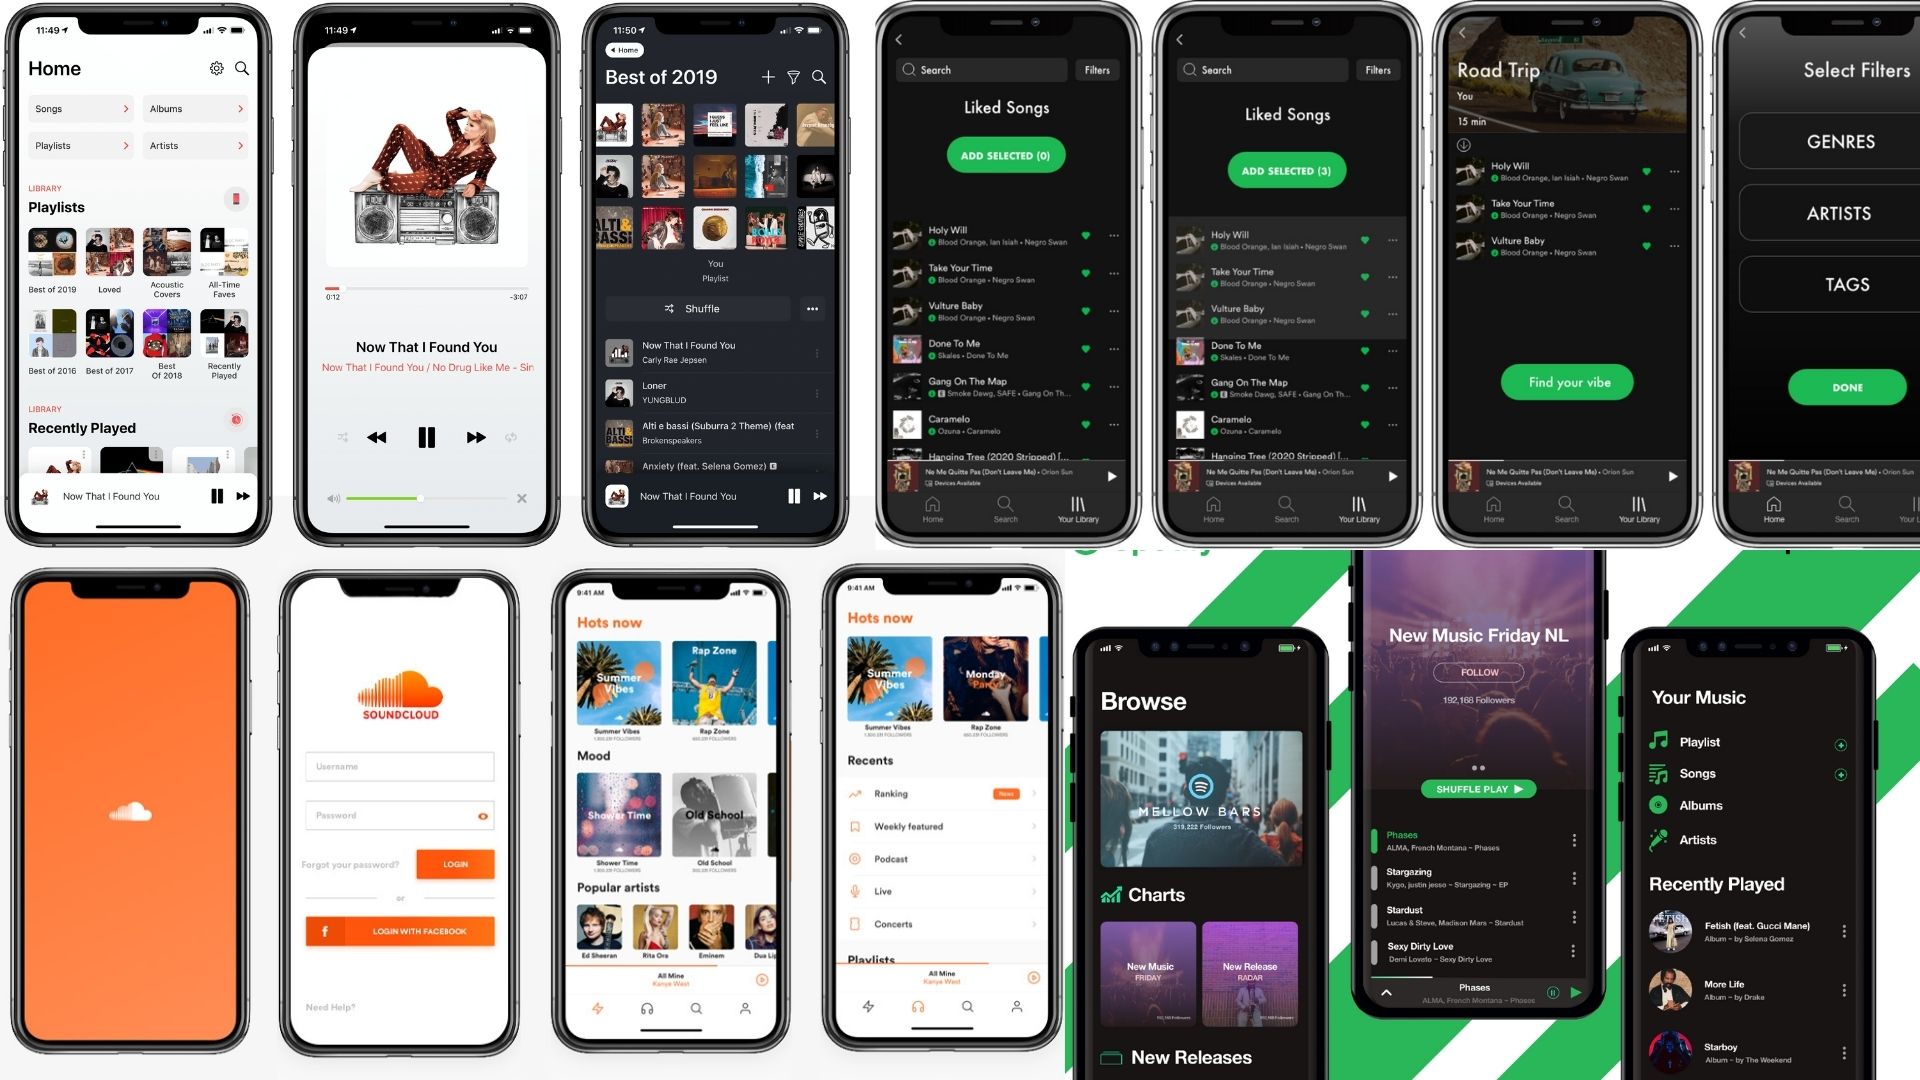 11:49
Home
Songs
Albums
Playlists
Artists
LIBRARY
Playlists
Best of 2019
Loved
Acoustic
Covers
All-Time
Faves
Best of 2016
Best of 2017
Best
Of 2018
Recently
Played
LIBRARY
Recently Played
Now That I Found You
11:49
0:12
-3:07
Now That I Found You
Now That I Found You / No Drug Like Me - Sin
11:50
Home
Best of 2019
ALTI &
BASSI
You
Playlist
Shuffle
Now That I Found You
Carly Rae Jepsen
Loner
YUNGBLUD
Alti e bassi (Suburra 2 Theme) (feat
Brokenspeakers
Anxiety (feat. Selena Gomez) E
Now That I Found You
Search
Filters
Liked Songs
ADD SELECTED (0)
Holy Will
Blood Orange, Ian Isiah • Negro Swan
Take Your Time
Blood Orange • Negro Swan
Vulture Baby
Blood Orange • Negro Swan
Done To Me
Skales • Done To Me
Gang On The Map
E Smoke Dawg, SAFE • Gang On Th...
Caramelo
Ozuna • Caramelo
Hanging Tree (2020 Stripped) [...
No Me Quitte Pas (Don't Leave Me) • Orion Sun
Devices Available
Home
Search
Your Library
Search
Filters
Liked Songs
ADD SELECTED (3)
Holy Will
Blood Orange, Ian Isiah • Negro Swan
Take Your Time
Blood Orange • Negro Swan
Vulture Baby
Blood Orange • Negro Swan
Done To Me
Skales • Done To Me
Gang On The Map
E Smoke Dawg, SAFE • Gang On Th...
Caramelo
Ozuna • Caramelo
Hanging Tree (2020 Stripped) [...
Ne Me Quitte Pas (Don't Leave Me) • Orion Sun
Devices Available
Home
Search
Your Library
Road Trip
You
15 min
Holy Will
Blood Orange, Ian Isiah • Negro Swan
Take Your Time
Blood Orange • Negro Swan
Vulture Baby
Blood Orange • Negro Swan
Find your vibe
Ne Me Quitte Pas (Don't Leave Me) • Orion Sun
Devices Available
Home
Search
Your Library
Select Filters
GENRES
ARTISTS
TAGS
DONE
Ne Me Quitte Pas (Don't Leave Me) • Orion
Devices Available
Home
Search
Your L
SOUNDCLOUD
Username
Password
Forgot your password?
LOGIN
or
f
LOGIN WITH FACEBOOK
Need Help?
9:41 AM
Hots now
Summer
Vibes
Rap Zone
Summer Vibes
Rap Zone
Mood
Shower Time
Old School
Shower Time
Old School
Popular artists
Ed Sheeran
Rita Ora
Eminem
Dua Lip
All Mine
Kanye West
9:41 AM
Hots now
Summer
Vibes
Monday
Party
Summer Vibes
Rap Zone
Recents
Ranking
News
Weekly featured
Podcast
Live
Concerts
Playlists
All Mine
Kanye West
Browse
MELLOW BARS
319,222 Followers
Charts
New Music
FRIDAY
New Release
RADAR
New Releases
New Music Friday NL
FOLLOW
192,168 Followers
SHUFFLE PLAY
Phases
ALMA, French Montana ~ Phases
Stargazing
Kygo, justin jesso ~ Stargazing ~ EP
Stardust
Lucas & Steve, Madison Mars ~ Stardust
Sexy Dirty Love
Demi Lovato ~ Sexy Dirty Love
Phases
ALMA, French Montana ~ Phases
Your Music
Playlist
Songs
Albums
Artists
Recently Played
FETISH
Fetish (feat. Gucci Mane)
Album ~ by Selena Gomez
More Life
Album ~ by Drake
Starboy
Album ~ by The Weekend